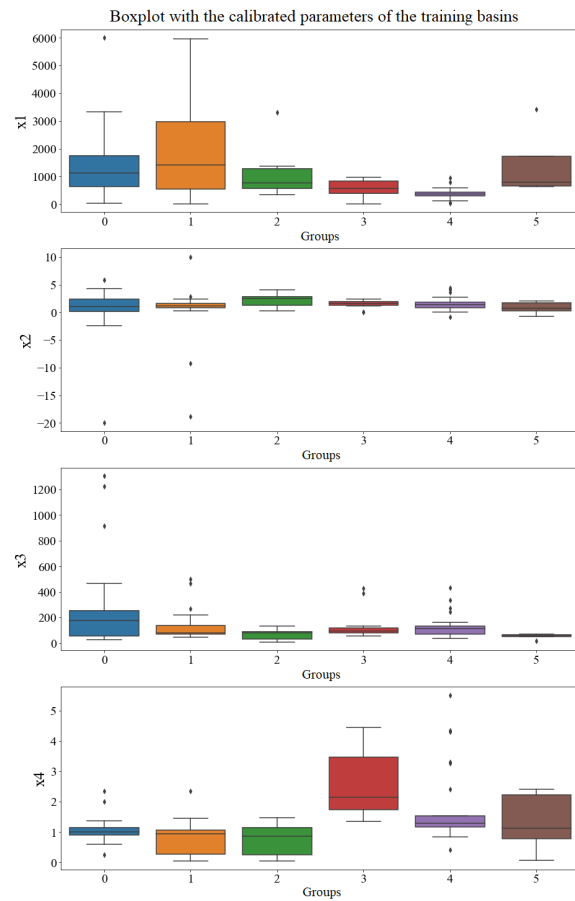 Boxplot with the calibrated parameters of the training basins
6000
5000
4000
3000
2000
1000
0
x1
0 1 2 3 4 5
Groups
10
5
0
−5
−10
−15
−20
x2
0 1 2 3 4 5
Groups
1200
1000
800
600
400
200
0
x3
0 1 2 3 4 5
Groups
5
4
3
2
1
0
x4
0 1 2 3 4 5
Groups